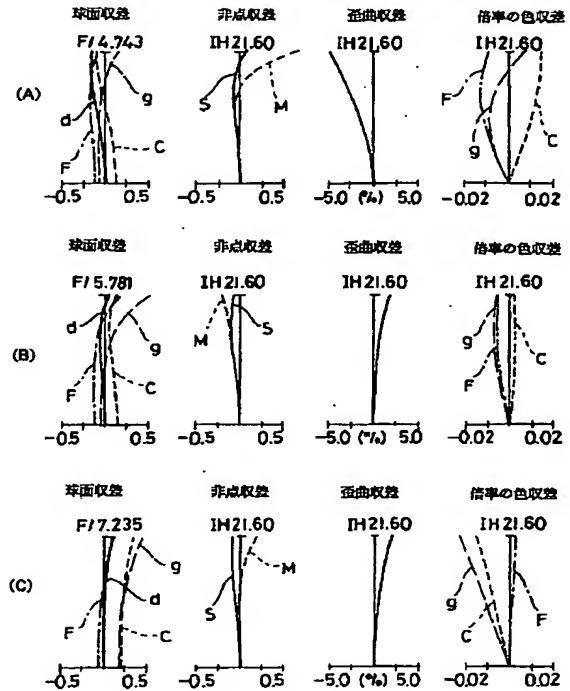 球面収差 非点収差 歪曲収差 倍率の色収差
F/4.743 IH21.60 IH21.60 IH21.60
(A)
g S M F g C
d F C
-0.5 0.5 -0.5 0.5 -5.0 (%) 5.0 -0.02 0.02
球面収差 非点収差 歪曲収差 倍率の色収差
F/5.781 IH21.60 IH21.60 IH21.60
(B)
d g M S g C
F C F
-0.5 0.5 -0.5 0.5 -5.0 (%) 5.0 -0.02 0.02
球面収差 非点収差 歪曲収差 倍率の色収差
F/7.235 IH21.60 IH21.60 IH21.60
(C)
g M
d S g F
F C C
-0.5 0.5 -0.5 0.5 -5.0 (%) 5.0 -0.02 0.02